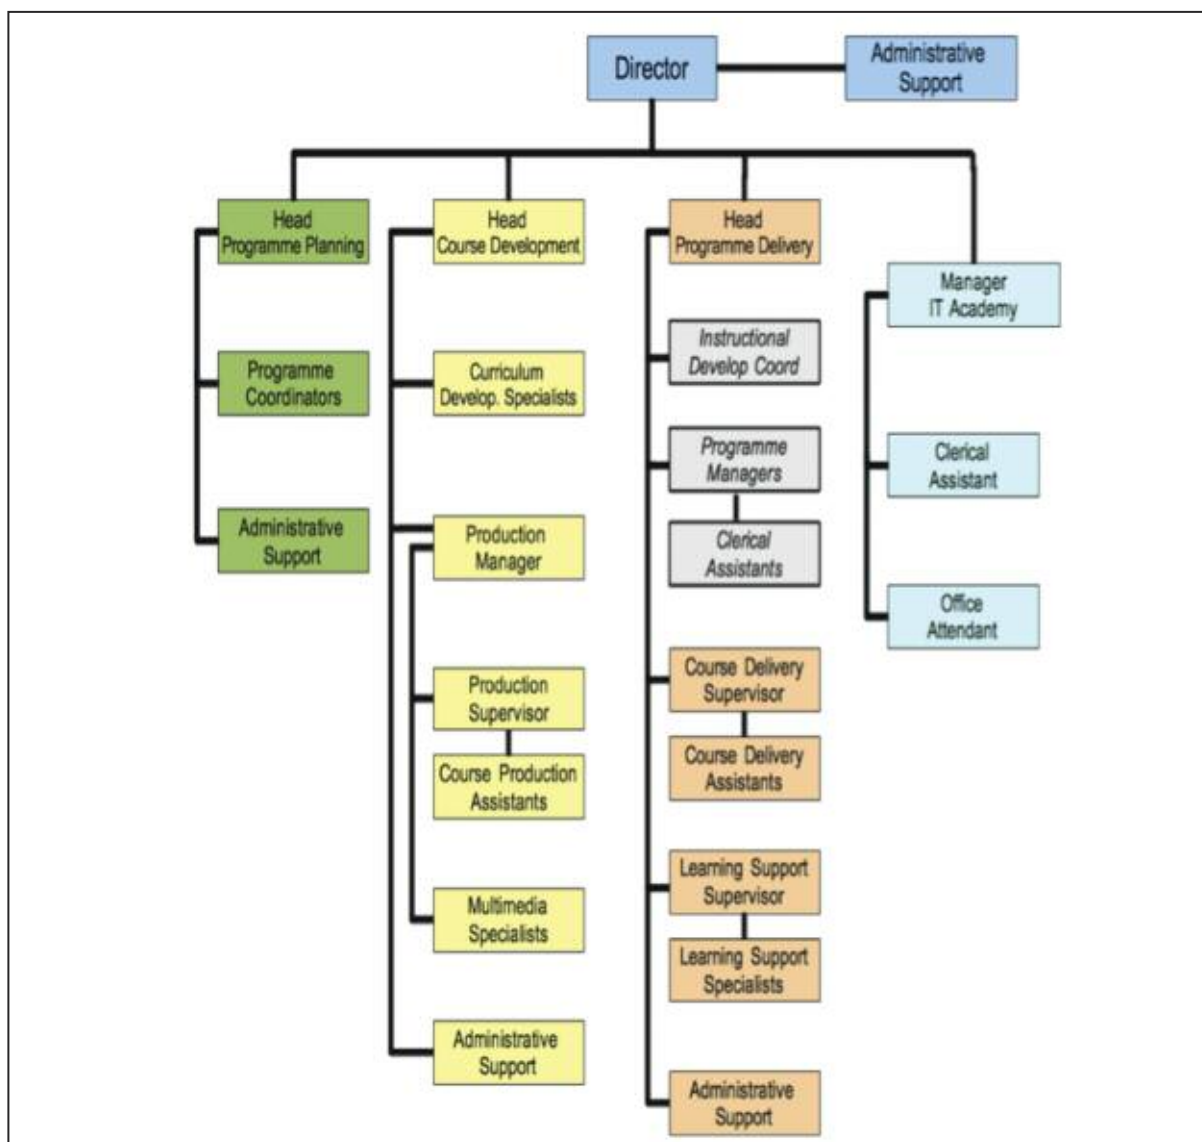 Director
Administrative
Support
Head
Programme Planning
Programme
Coordinators
Administrative
Support
Head
Course Development
Curriculum
Develop. Specialists
Production
Manager
Production
Supervisor
Course Production
Assistants
Multimedia
Specialists
Administrative
Support
Head
Programme Delivery
Instructional
Develop Coord
Programme
Managers
Clerical
Assistants
Course Delivery
Supervisor
Course Delivery
Assistants
Learning Support
Supervisor
Learning Support
Specialists
Administrative
Support
Manager
IT Academy
Clerical
Assistant
Office
Attendant